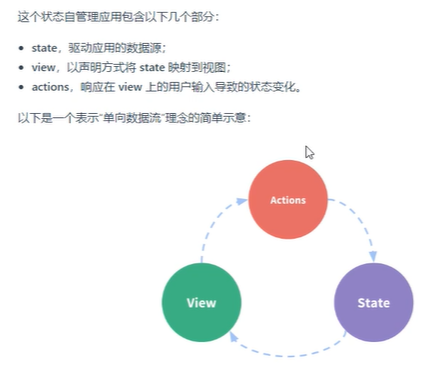 这个状态自管理应用包含以下几个部分：
• state，驱动应用的数据源；
• view，以声明方式将 state 映射到视图；
• actions，响应在 view 上的用户输入导致的状态变化。
以下是一个表示“单向数据流”理念的简单示意：
Actions
View
State